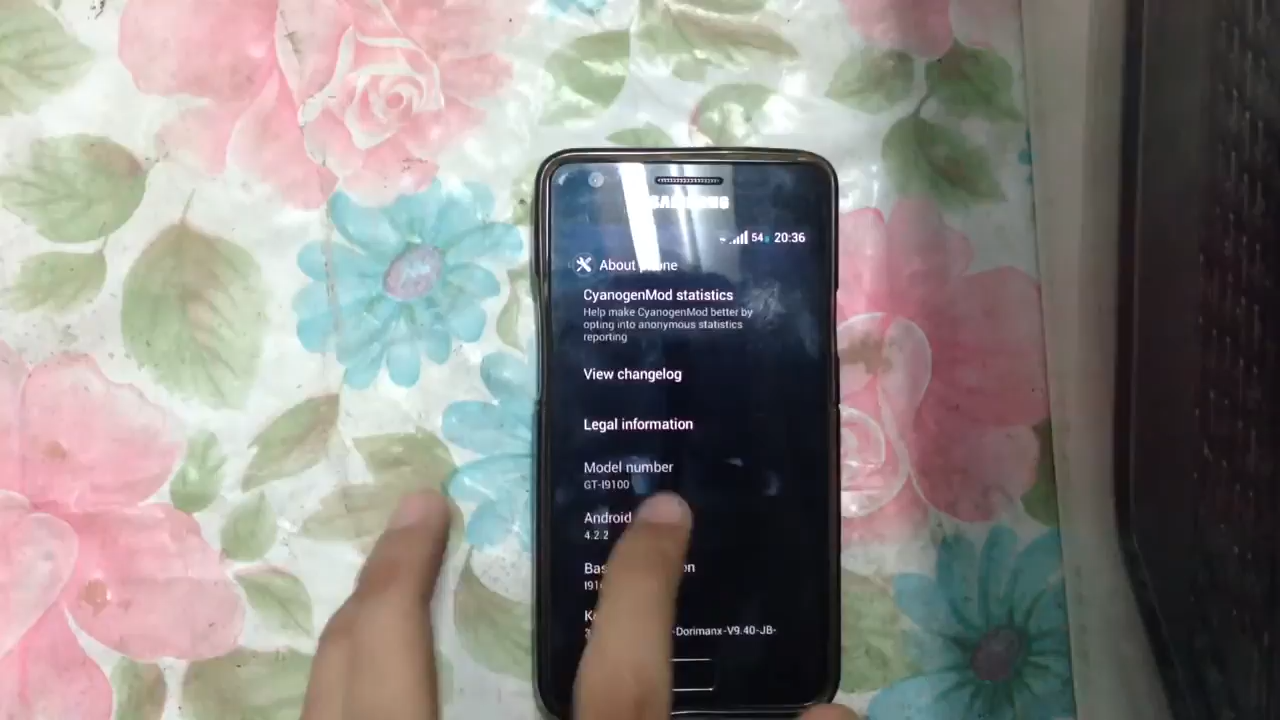 SAMSUNG
54 20:36
About phone
CyanogenMod statistics
Help make CyanogenMod better by
opting into anonymous statistics
reporting
View changelog
Legal information
Model number
GT-I9100
Android
4.2.2
-Dorimanx-V9.40-JB-